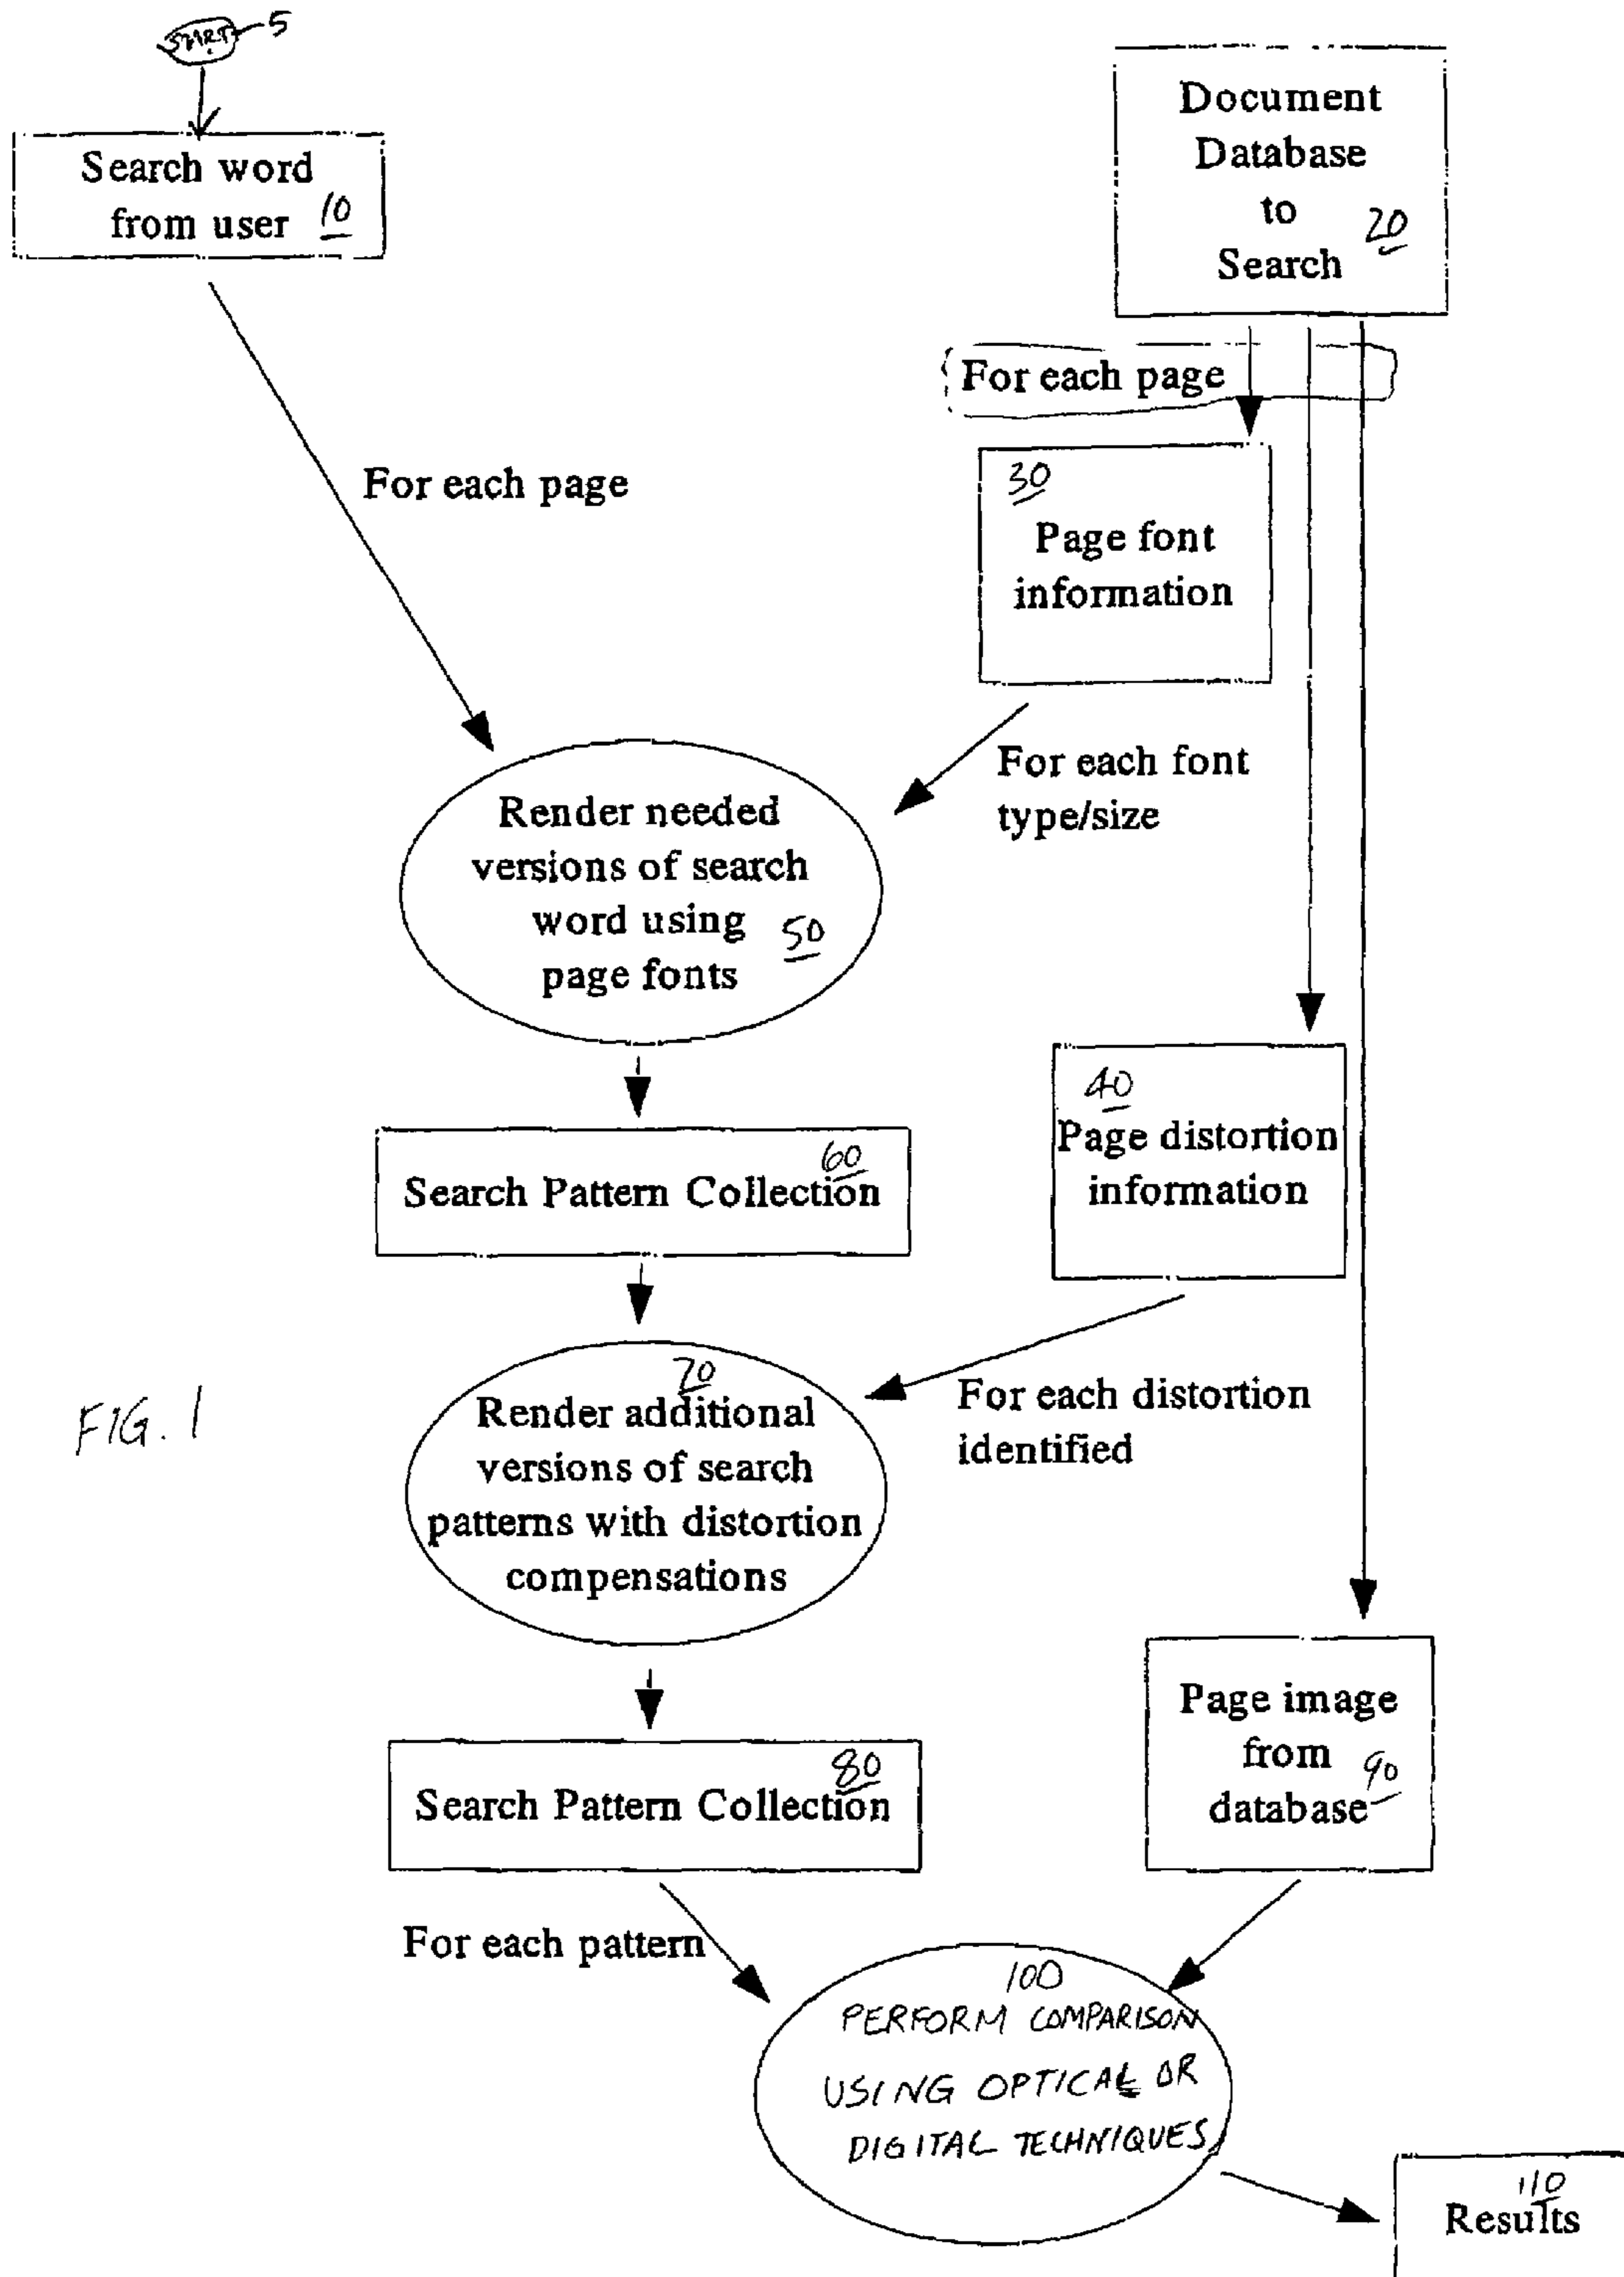 START 5
Search word
from user 10
Document
Database
to
Search 20
For each page
For each page
30
Page font
information
For each font
type/size
Render needed
versions of search
word using
page fonts 50
40
Page distortion
information
60
Search Pattern Collection
For each distortion
identified
70
Render additional
versions of search
patterns with distortion
compensations
FIG. 1
80
Search Pattern Collection
Page image
from
database 90
For each pattern
100
PERFORM COMPARISON
USING OPTICAL OR
DIGITAL TECHNIQUES
110
Results